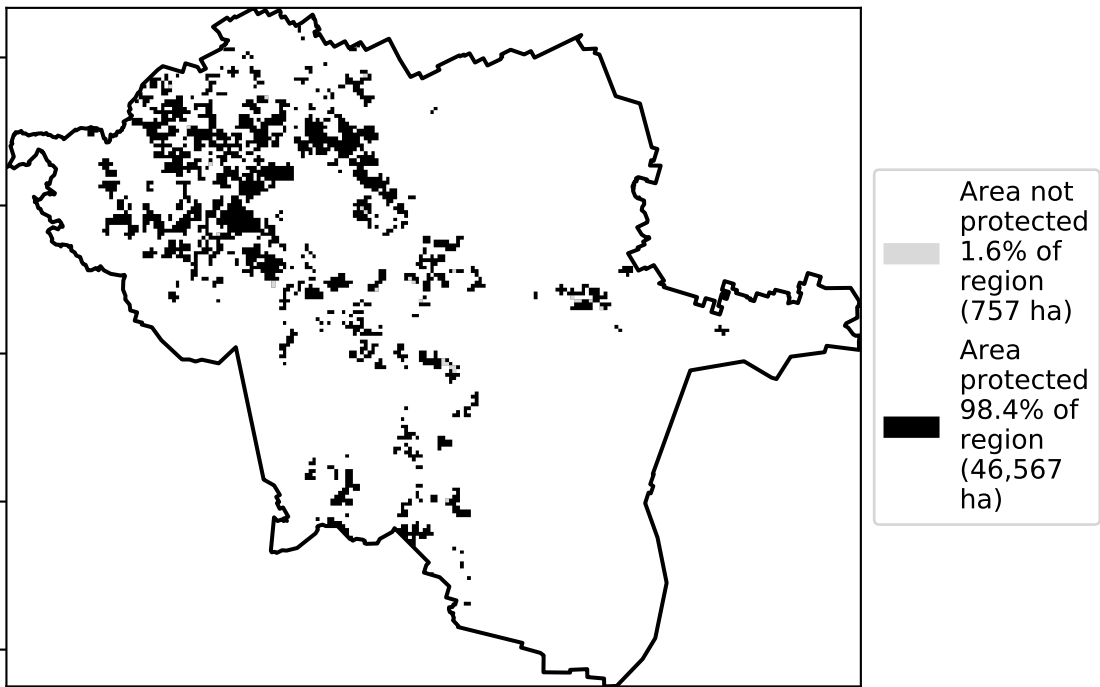 Area not
protected
1.6% of
region
(757 ha)
Area
protected
98.4% of
region
(46,567
ha)